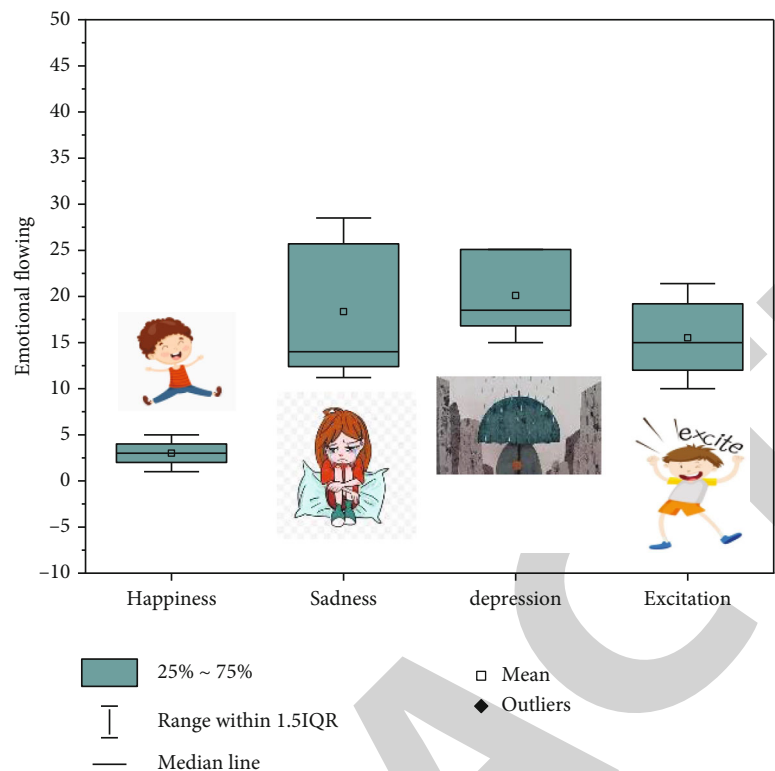 50
45
40
35
30
25
20
15
10
5
0
−5
−10
Emotional flowing
excite
Happiness Sadness depression Excitation
25% ~ 75%
Range within 1.5IQR
Median line
Mean
Outliers